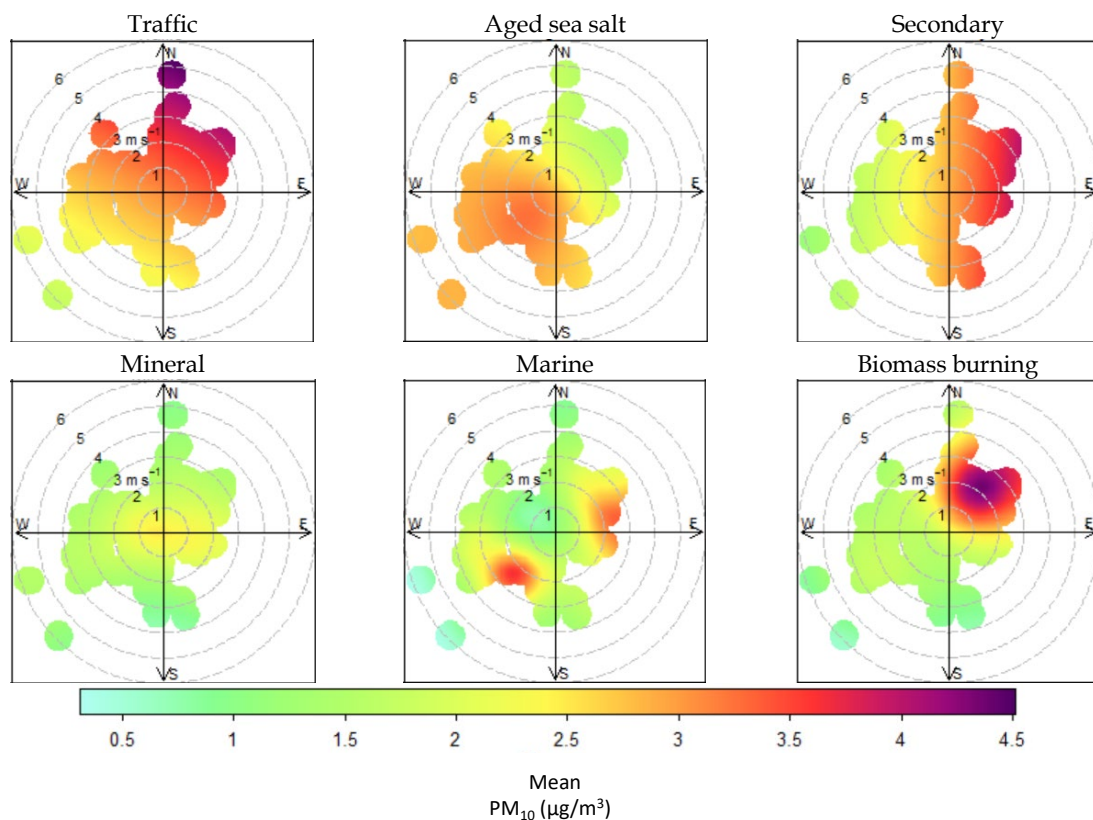 Traffic Aged sea salt Secondary
N N N
6 6 6
5 5 5
4 4 4
3 m s⁻¹ 3 m s⁻¹ 3 m s⁻¹
2 2 2
1 1 1
W E W E W E
S S S
Mineral Marine Biomass burning
N N N
6 6 6
5 5 5
4 4 4
3 m s⁻¹ 3 m s⁻¹ 3 m s⁻¹
2 2 2
1 1 1
W E W E W E
S S S
0.5 1 1.5 2 2.5 3 3.5 4 4.5
Mean
PM₁₀ (µg/m³)